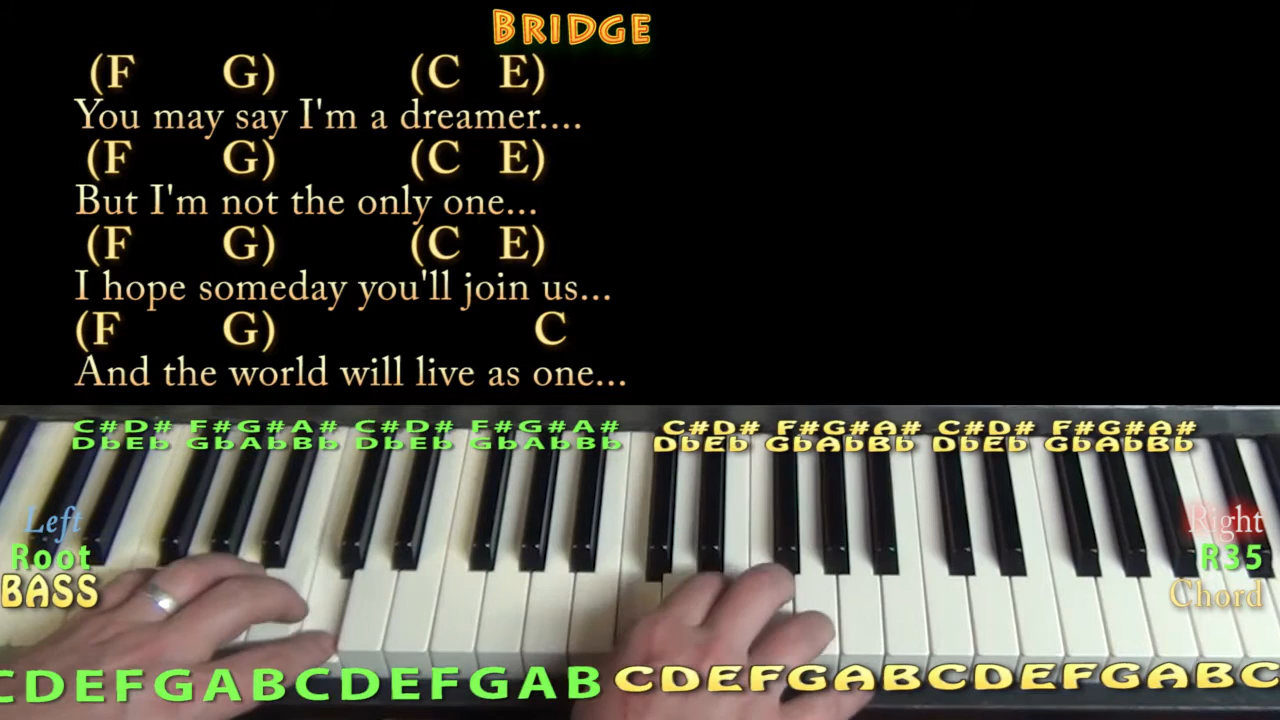 BRIDGE
(F G) (C E)
You may say I'm a dreamer....
(F G) (C E)
But I'm not the only one...
(F G) (C E)
I hope someday you'll join us...
(F G) C
And the world will live as one...
C#D# F#G#A# C#D# F#G#A# C#D# F#G#A# C#D# F#G#A#
DbEb GbAbBb DbEb GbAbBb DbEb GbAbBb DbEb GbAbBb
Left
Root
BASS
Right
R35
Chord
CDEFGABCDEFGAB CDEFGABCDEFGABC